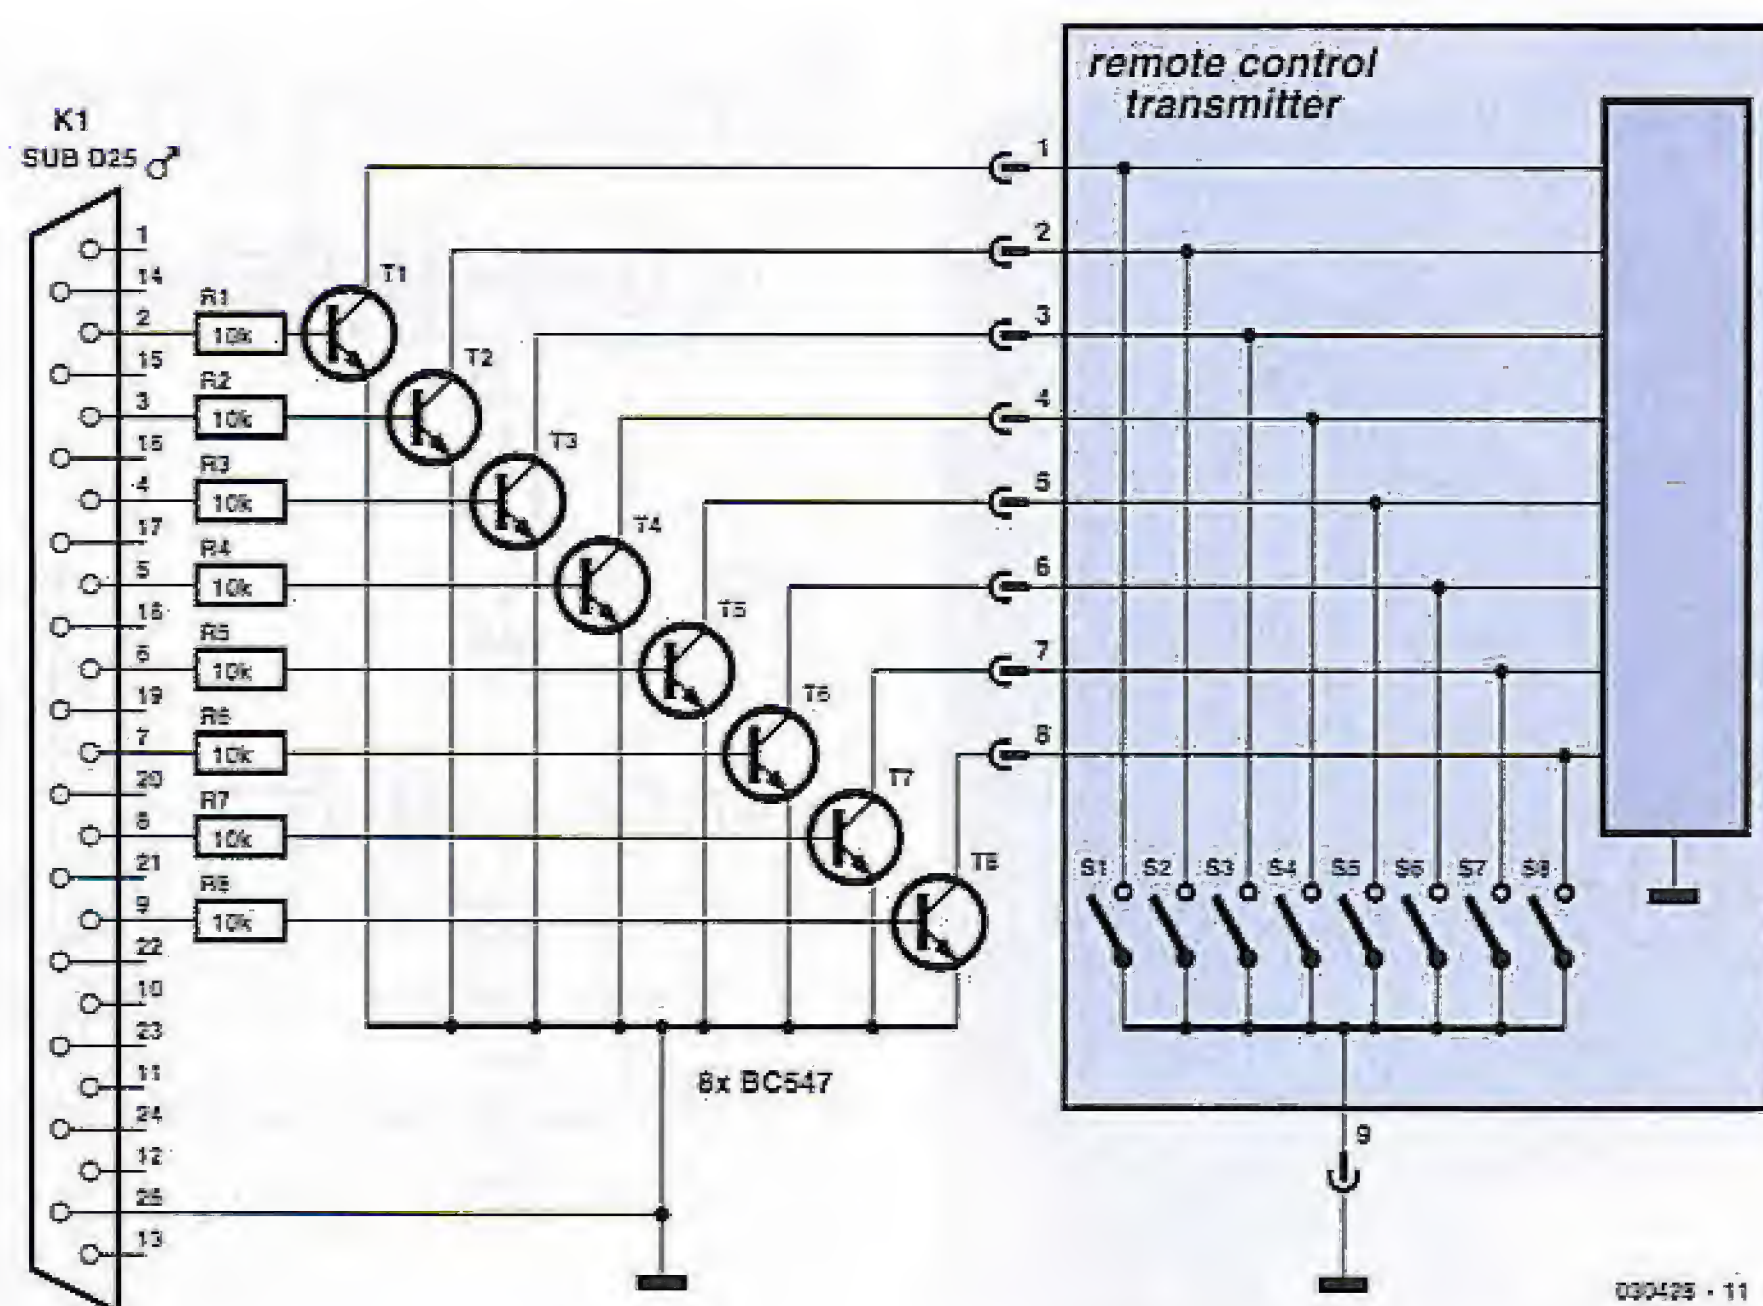 remote control
transmitter
K1
SUB D25
1
14
2
15
3
16
4
17
5
18
6
19
7
20
8
21
9
22
10
23
11
24
12
25
13
R1
10k
R2
10k
R3
10k
R4
10k
R5
10k
R6
10k
R7
10k
R8
10k
T1
T2
T3
T4
T5
T6
T7
T8
1
2
3
4
5
6
7
8
S1 S2 S3 S4 S5 S6 S7 S8
8x BC547
9
030425 - 11